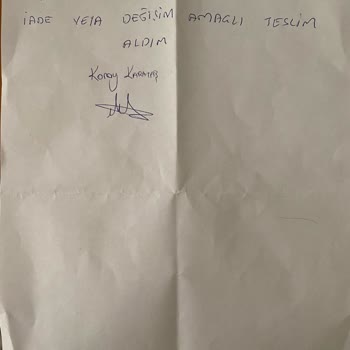 İADE VEYA DEĞİŞİM AMAÇLI TESLİM
ALDIM
Koray KARATAŞ